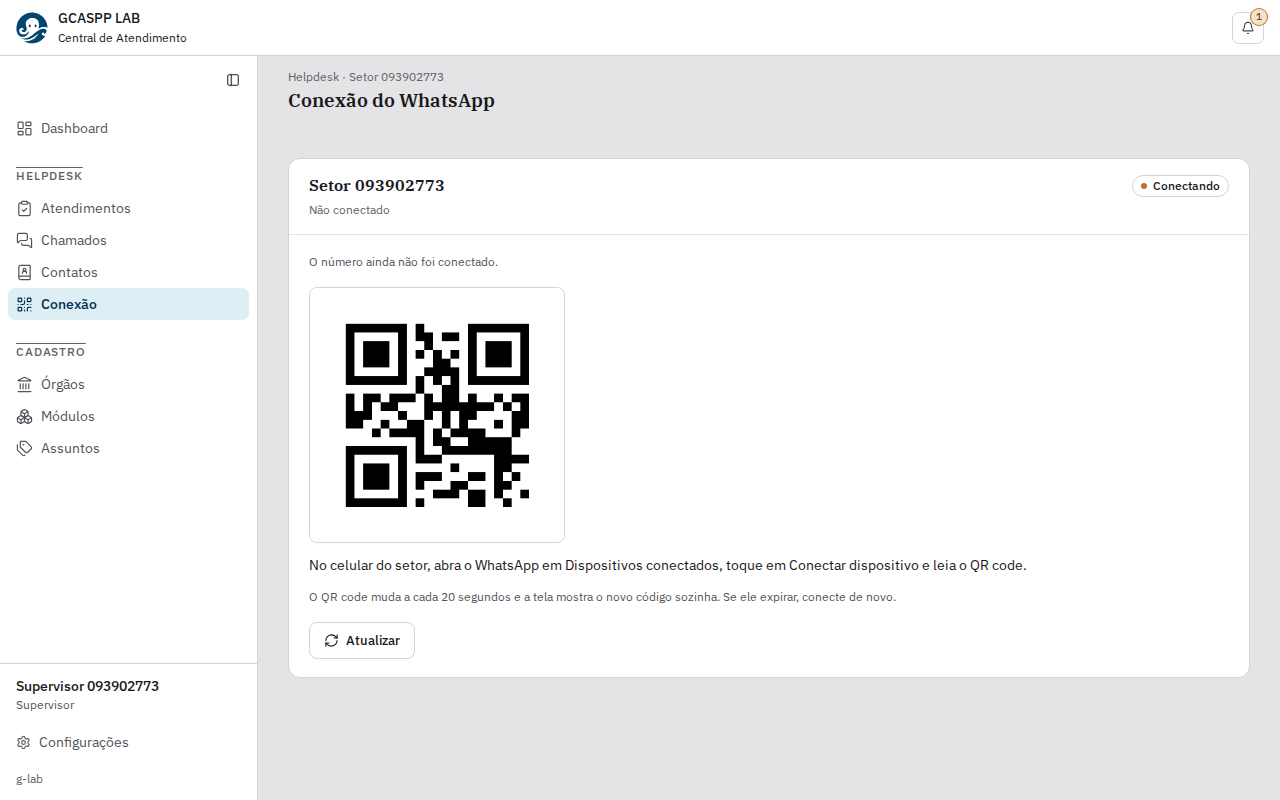 GCASPP LAB
Central de Atendimento
1
Dashboard
HELPDESK
Atendimentos
Chamados
Contatos
Conexão
CADASTRO
Órgãos
Módulos
Assuntos
Supervisor 093902773
Supervisor
Configurações
g-lab
Helpdesk · Setor 093902773
Conexão do WhatsApp
Setor 093902773
Conectando
Não conectado
O número ainda não foi conectado.
No celular do setor, abra o WhatsApp em Dispositivos conectados, toque em Conectar dispositivo e leia o QR code.
O QR code muda a cada 20 segundos e a tela mostra o novo código sozinha. Se ele expirar, conecte de novo.
Atualizar